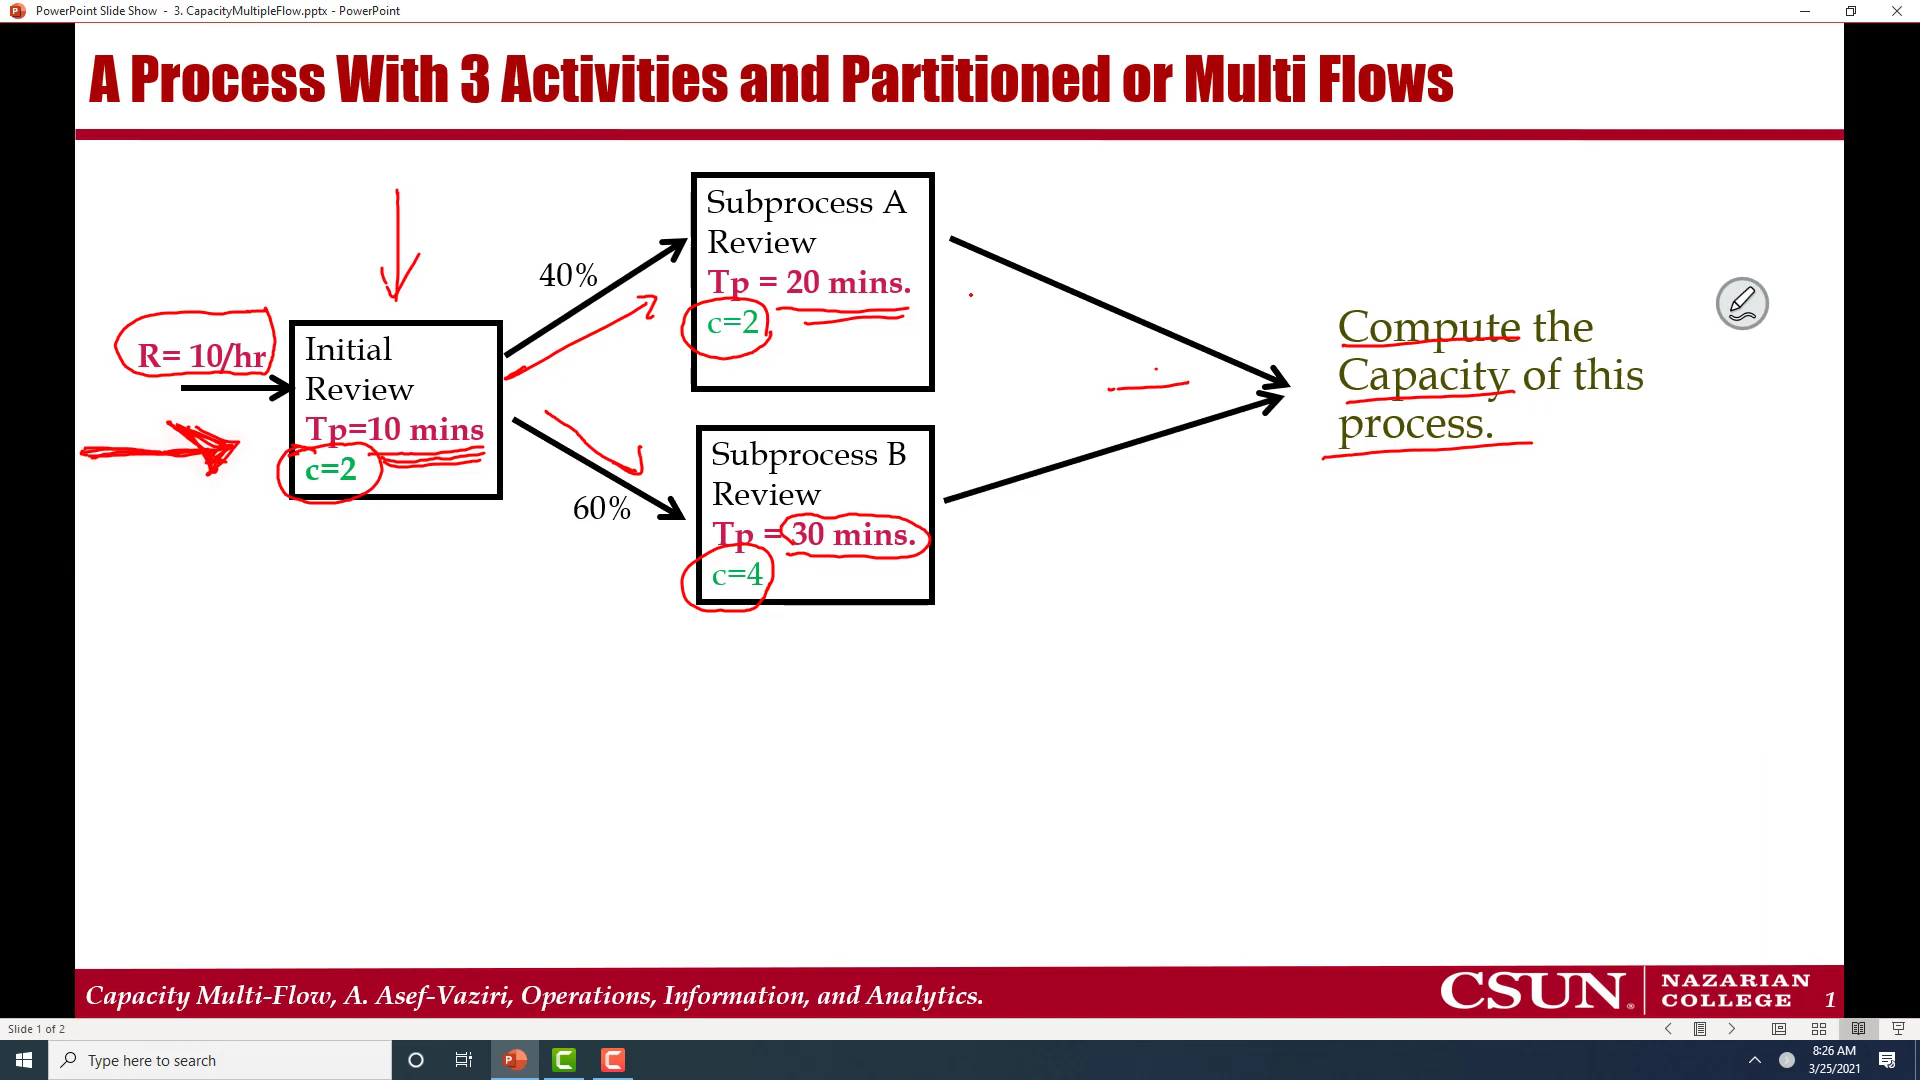 PowerPoint Slide Show - 3. CapacityMultipleFlow.pptx - PowerPoint
A Process With 3 Activities and Partitioned or Multi Flows
R= 10/hr
Initial
Review
Tp=10 mins
c=2
40%
60%
Subprocess A
Review
Tp = 20 mins.
c=2
Subprocess B
Review
Tp = 30 mins.
c=4
Compute the
Capacity of this
process.
Capacity Multi-Flow, A. Asef-Vaziri, Operations, Information, and Analytics.
CSUN®
NAZARIAN
COLLEGE
1
Slide 1 of 2
Type here to search
8:26 AM
3/25/2021